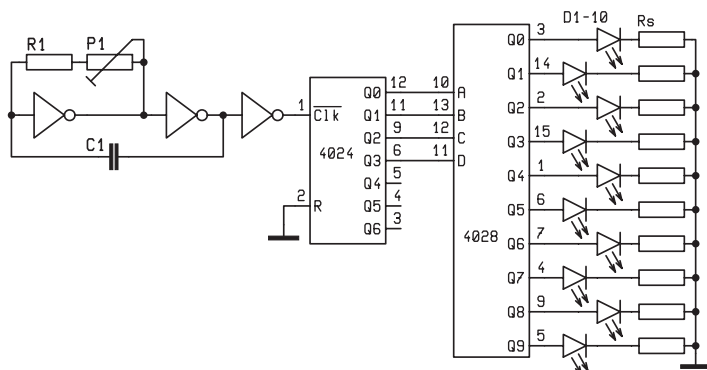 D1-10 Rs
R1 P1
C1
1 Clk
2 R
4024
Q0 12
Q1 11
Q2 9
Q3 6
Q4 5
Q5 4
Q6 3
10 A
13 B
12 C
11 D
4028
Q0 3
Q1 14
Q2 2
Q3 15
Q4 1
Q5 6
Q6 7
Q7 4
Q8 9
Q9 5